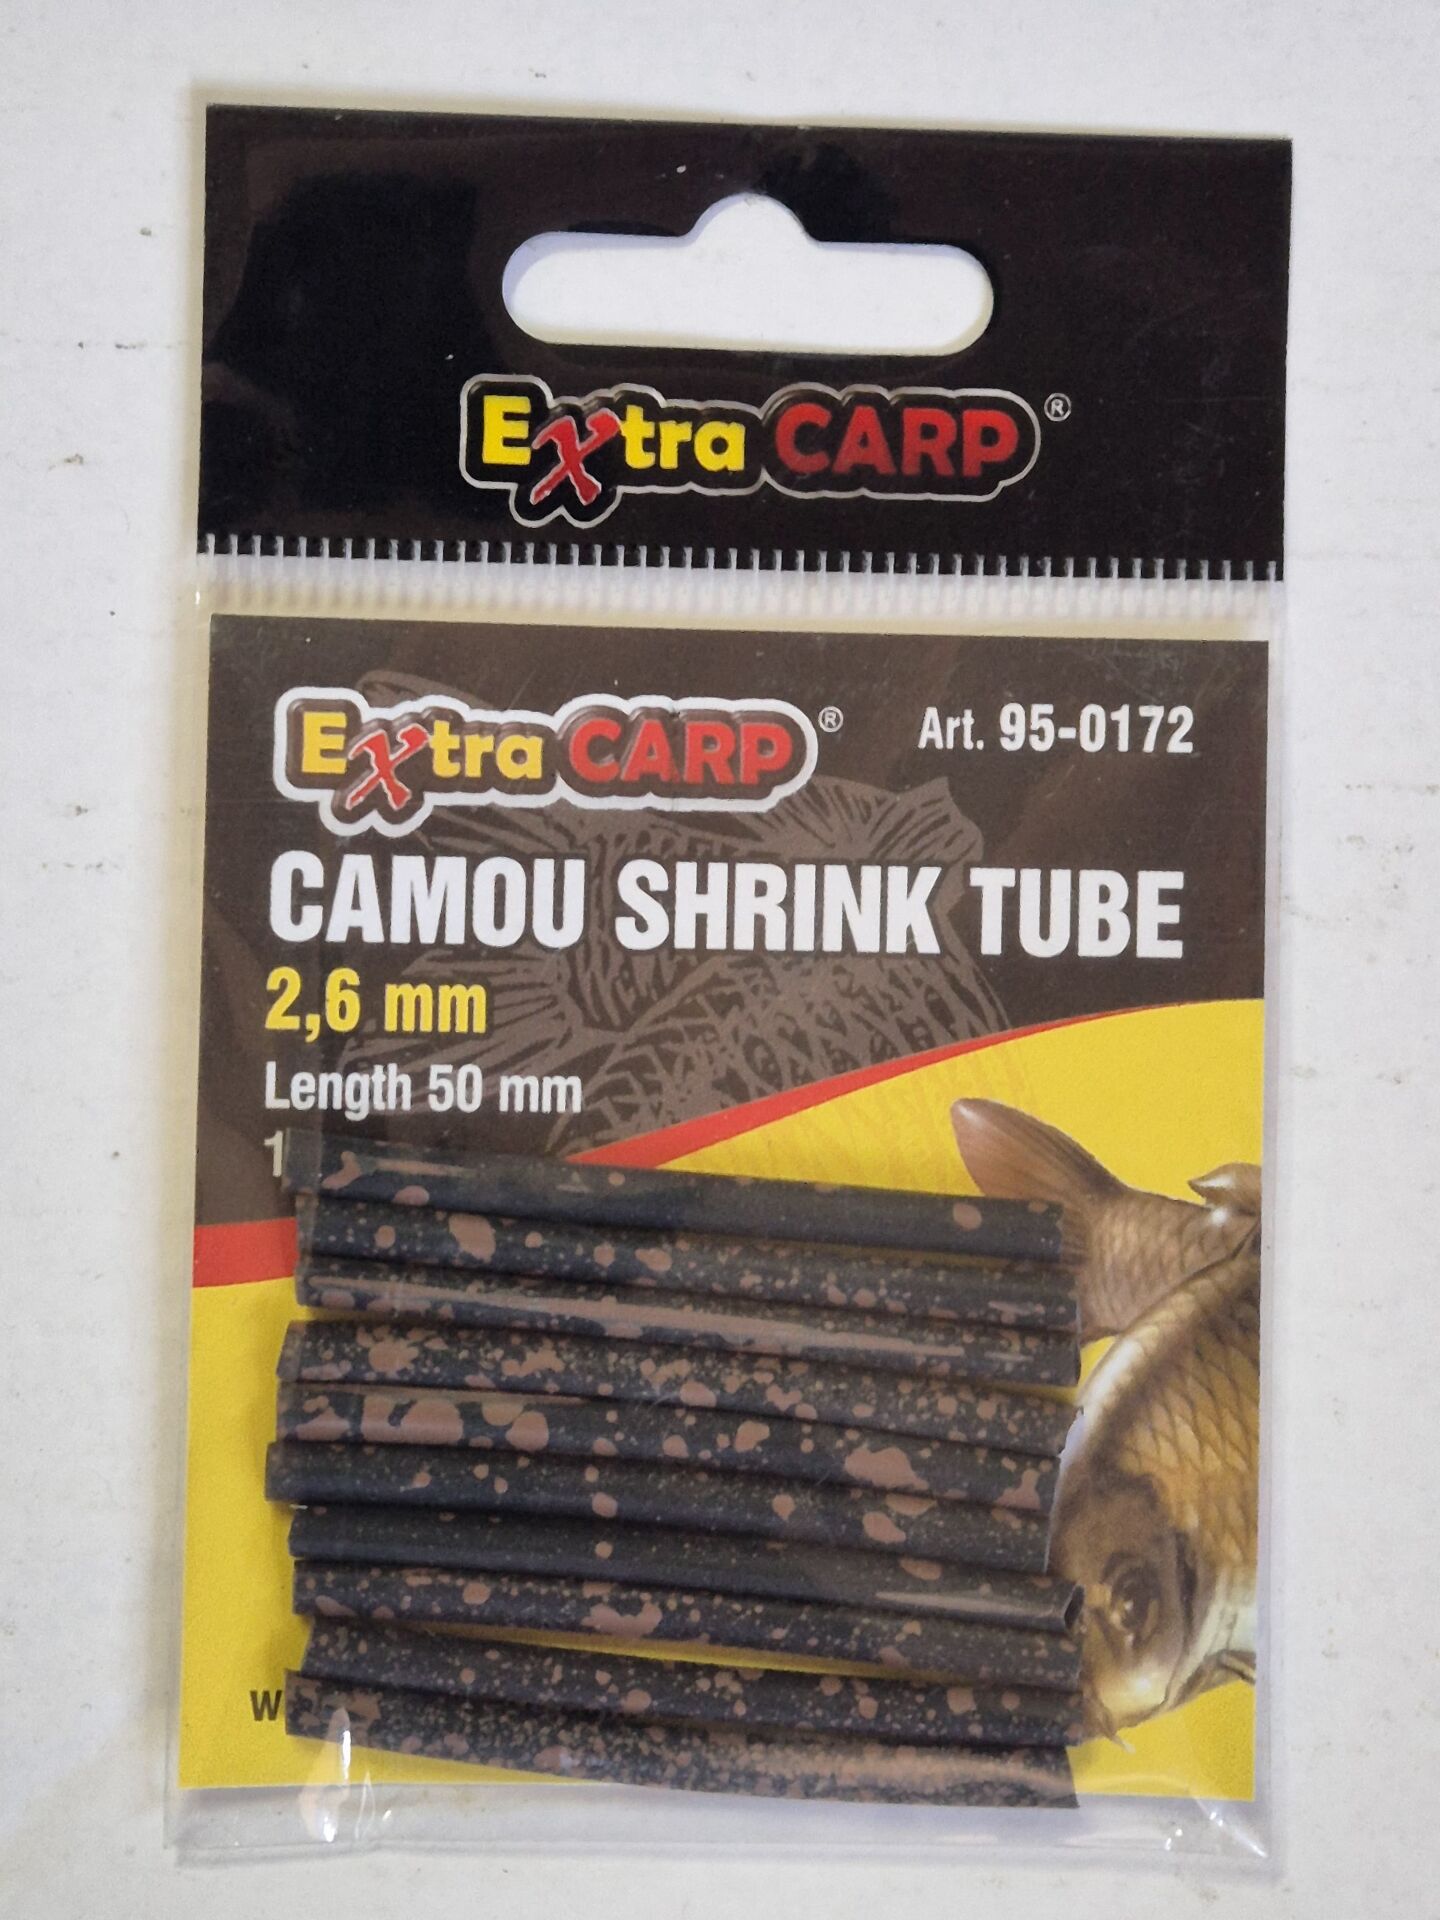 Extra CARP®
Extra CARP®
Art. 95-0172
CAMOU SHRINK TUBE
2,6 mm
Length 50 mm